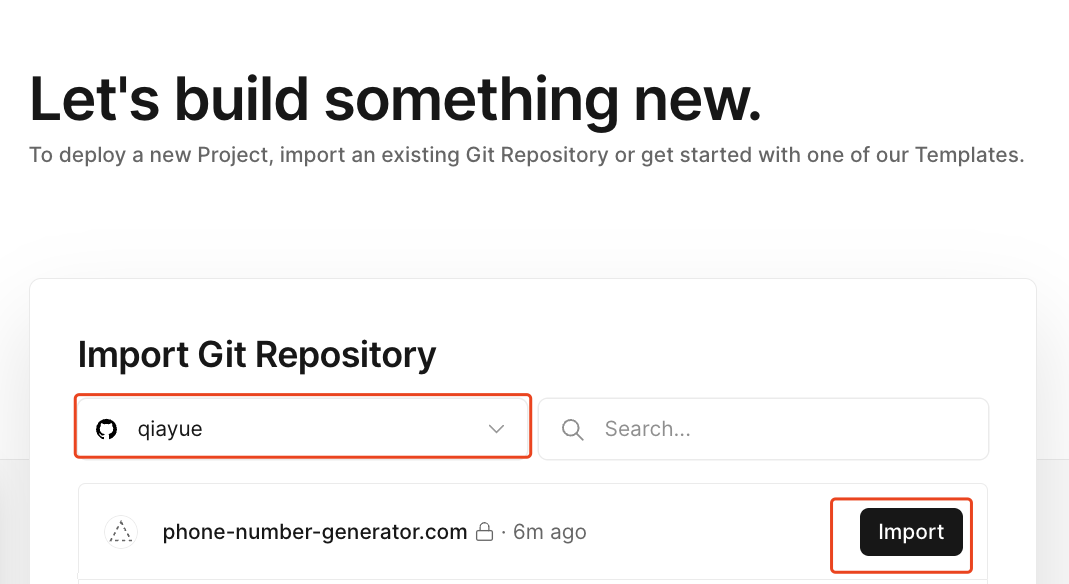 Let's build something new.
To deploy a new Project, import an existing Git Repository or get started with one of our Templates.
Import Git Repository
qiayue
Search...
phone-number-generator.com · 6m ago
Import